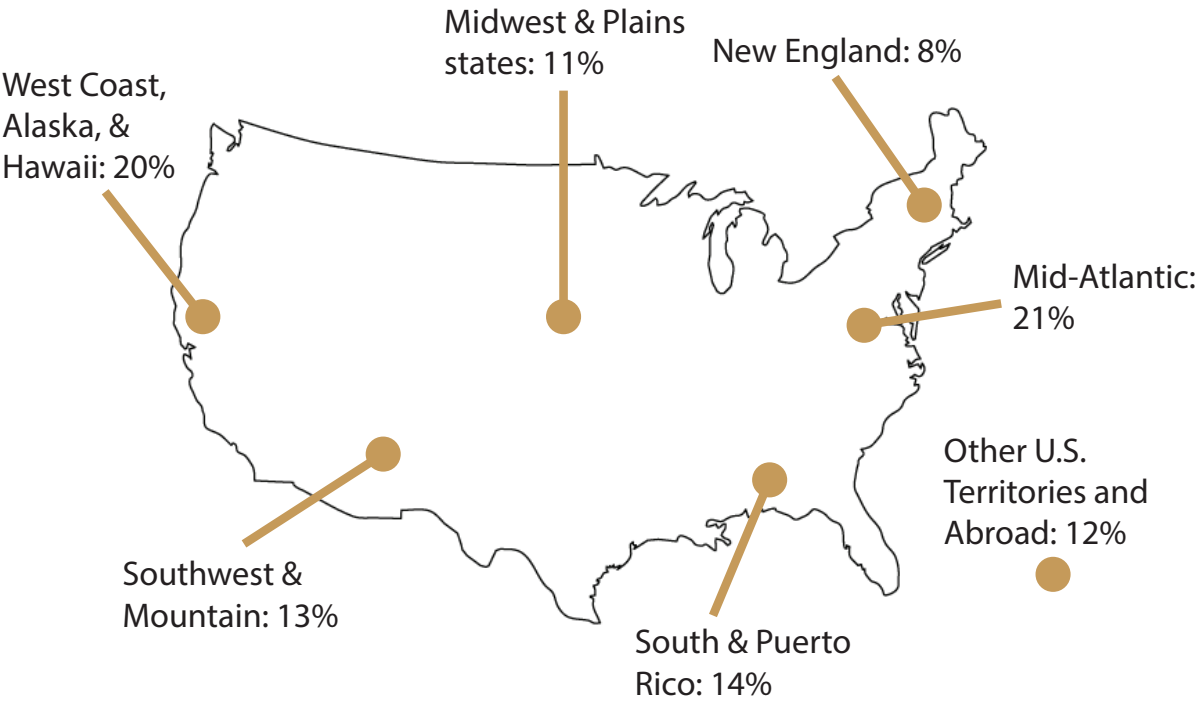 Midwest & Plains
states: 11%
New England: 8%
West Coast,
Alaska, &
Hawaii: 20%
Mid-Atlantic:
21%
Other U.S.
Territories and
Abroad: 12%
Southwest &
Mountain: 13%
South & Puerto
Rico: 14%